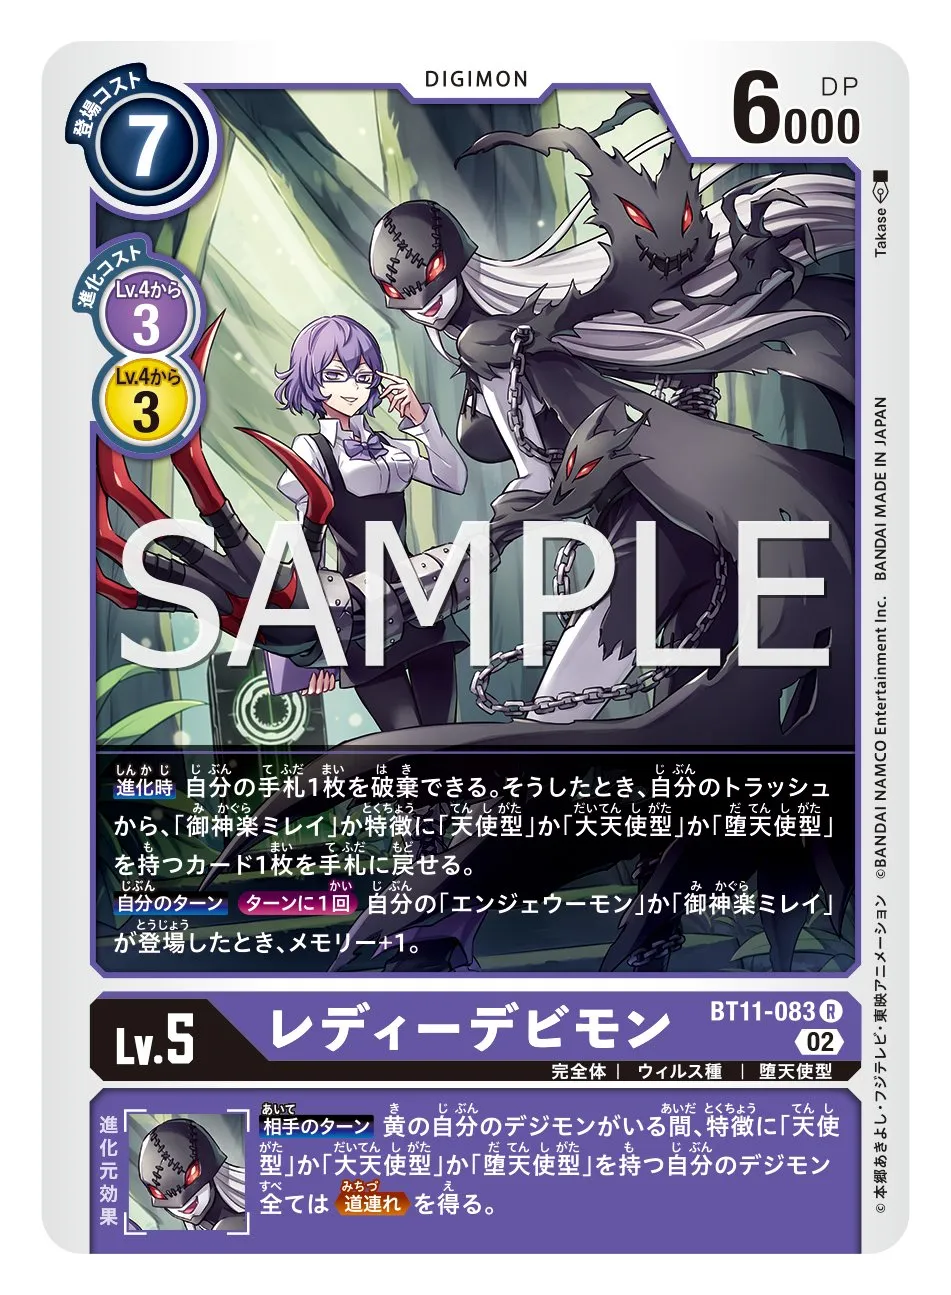 DIGIMON
登場コスト
7
6000
DP
進化コスト
Lv.4から
3
Lv.4から
3
Takase
SAMPLE
進化時 自分の手札1枚を破棄できる。そうしたとき、自分のトラッシュ
から、「御神楽ミレイ」か特徴に「天使型」か「大天使型」か「堕天使型」
を持つカード1枚を手札に戻せる。
自分のターン ターンに1回 自分の「エンジェウーモン」か「御神楽ミレイ」
が登場したとき、メモリー+1。
©BANDAI NAMCO Entertainment Inc. BANDAI MADE IN JAPAN
©本郷あきよし・フジテレビ・東映アニメーション
Lv.5
レディーデビモン
BT11-083 R
02
完全体 | ウィルス種 | 堕天使型
進化元効果
相手のターン 黄の自分のデジモンがいる間、特徴に「天使
型」か「大天使型」か「堕天使型」を持つ自分のデジモン
全ては 道連れ を得る。